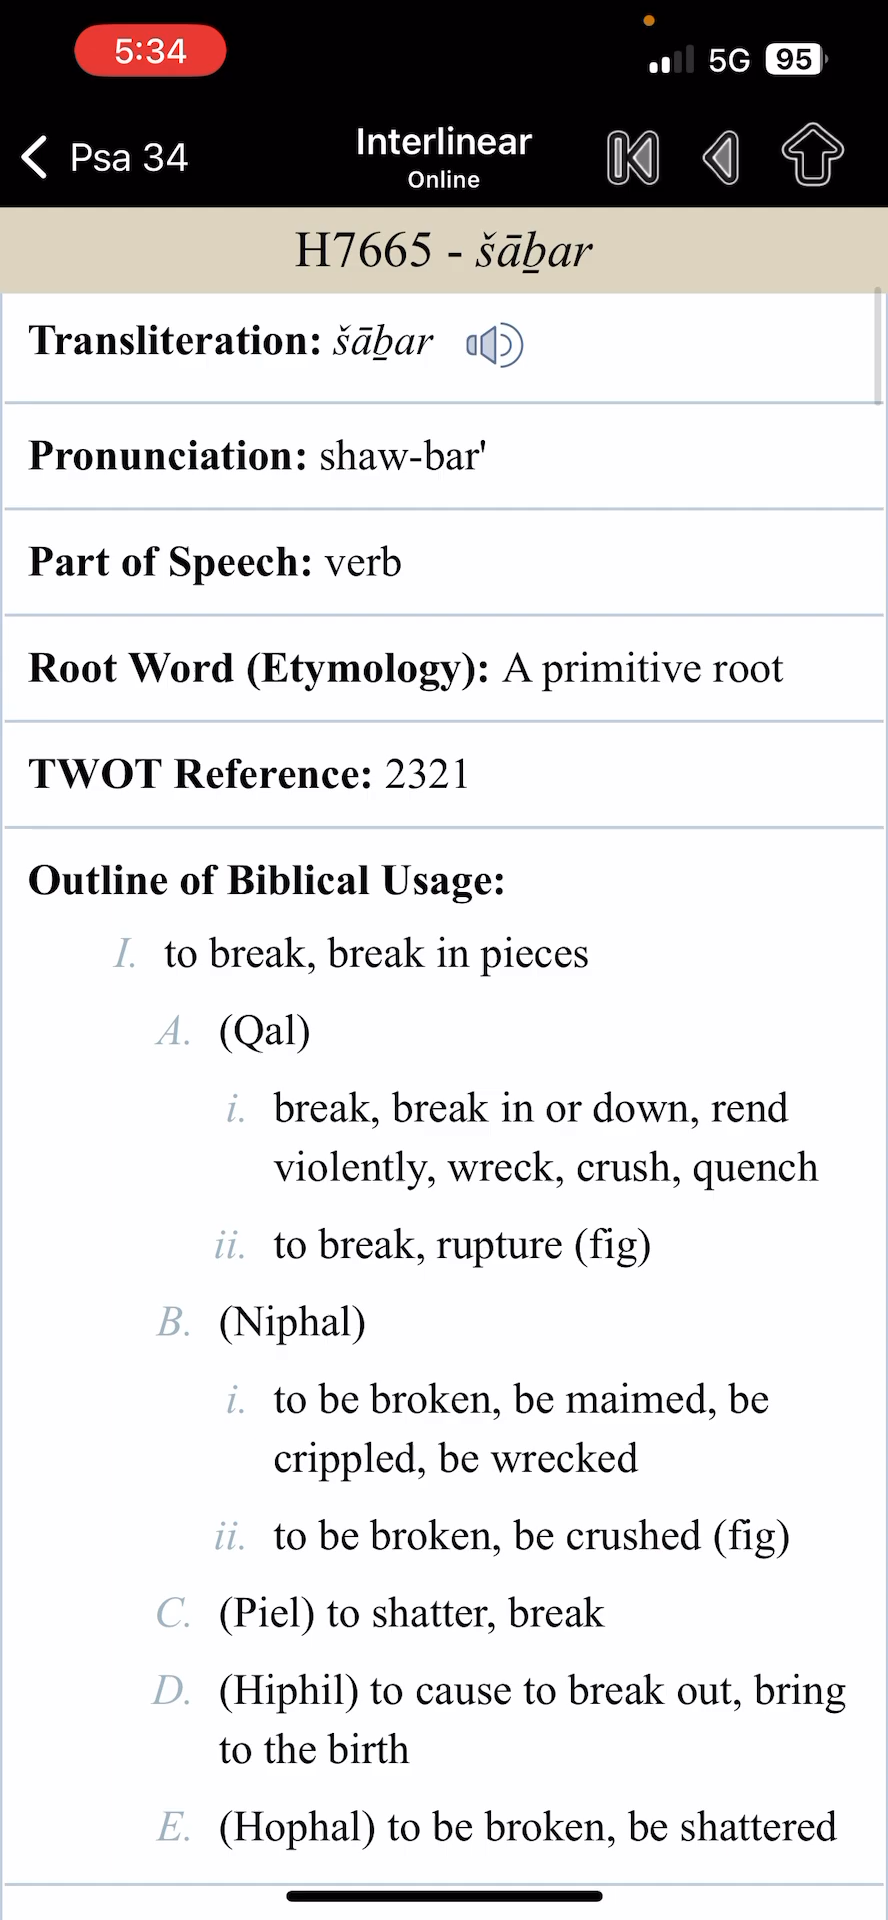 5:34
5G 95
Psa 34
Interlinear
Online
H7665 - šāḇar
Transliteration: šāḇar
Pronunciation: shaw-bar'
Part of Speech: verb
Root Word (Etymology): A primitive root
TWOT Reference: 2321
Outline of Biblical Usage:
I. to break, break in pieces
A. (Qal)
i. break, break in or down, rend
violently, wreck, crush, quench
ii. to break, rupture (fig)
B. (Niphal)
i. to be broken, be maimed, be
crippled, be wrecked
ii. to be broken, be crushed (fig)
C. (Piel) to shatter, break
D. (Hiphil) to cause to break out, bring
to the birth
E. (Hophal) to be broken, be shattered